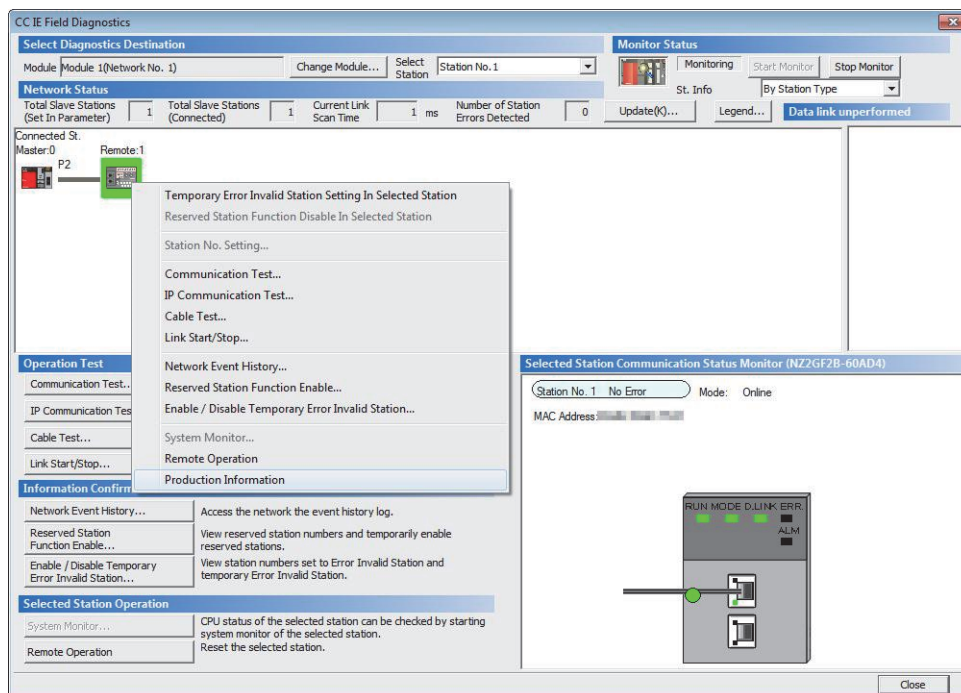 CC IE Field Diagnostics
Select Diagnostics Destination
Module Module 1(Network No. 1) Change Module... Select Station Station No.1
Monitor Status
Monitoring Start Monitor Stop Monitor
St. Info By Station Type
Network Status
Total Slave Stations (Set In Parameter) 1 Total Slave Stations (Connected) 1 Current Link Scan Time 1 ms Number of Station Errors Detected 0
Update(K)... Legend... Data link unperformed
Connected St.
Master:0 Remote:1
P2
Temporary Error Invalid Station Setting In Selected Station
Reserved Station Function Disable In Selected Station
Station No. Setting...
Communication Test...
IP Communication Test...
Cable Test...
Link Start/Stop...
Network Event History...
Reserved Station Function Enable...
Enable / Disable Temporary Error Invalid Station...
System Monitor...
Remote Operation
Production Information
Operation Test
Communication Test..
IP Communication Tes
Cable Test...
Link Start/Stop...
Information Confirm
Network Event History... Access the network the event history log.
Reserved Station Function Enable... View reserved station numbers and temporarily enable
reserved stations.
Enable / Disable Temporary Error Invalid Station... View station numbers set to Error Invalid Station and
temporary Error Invalid Station.
Selected Station Operation
System Monitor... CPU status of the selected station can be checked by starting
system monitor of the selected station.
Remote Operation Reset the selected station.
Selected Station Communication Status Monitor (NZ2GF2B-60AD4)
Station No. 1 No Error Mode: Online
MAC Address:
RUN MODE D.LINK ERR.
ALM
Close